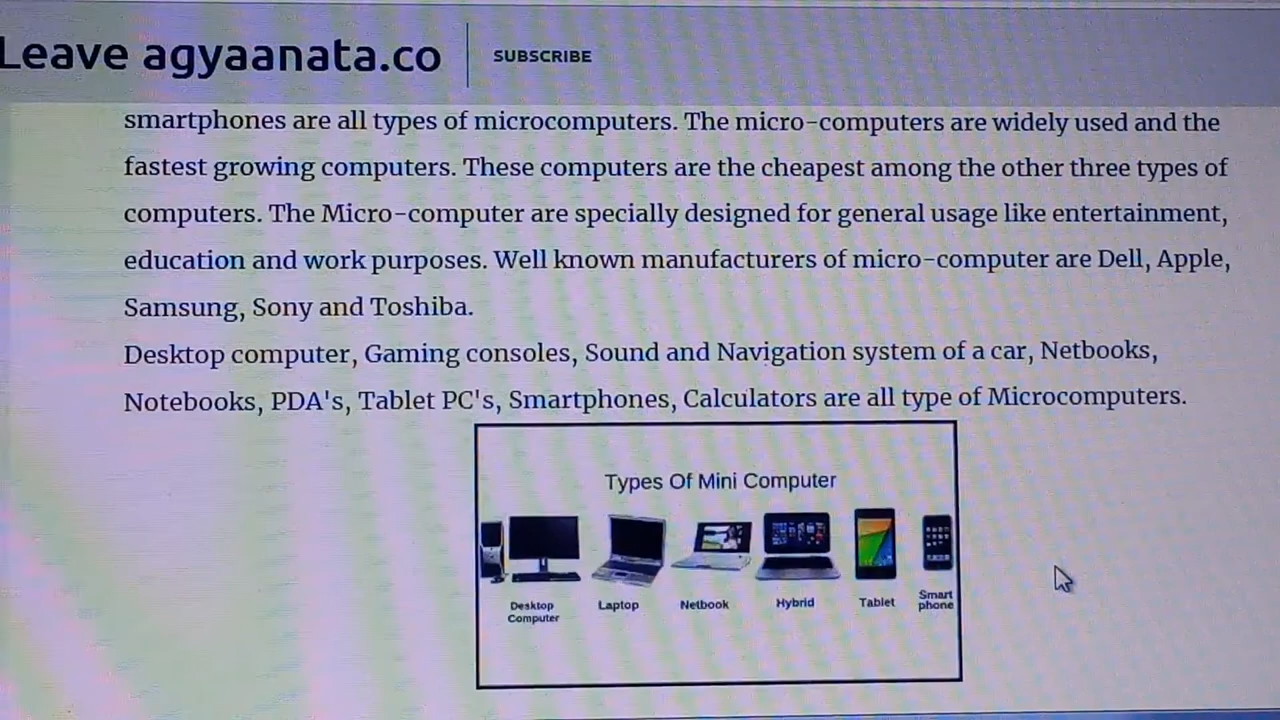 Leave agyaanata.co
SUBSCRIBE
smartphones are all types of microcomputers. The micro-computers are widely used and the
fastest growing computers. These computers are the cheapest among the other three types of
computers. The Micro-computer are specially designed for general usage like entertainment,
education and work purposes. Well known manufacturers of micro-computer are Dell, Apple,
Samsung, Sony and Toshiba.
Desktop computer, Gaming consoles, Sound and Navigation system of a car, Netbooks,
Notebooks, PDA's, Tablet PC's, Smartphones, Calculators are all type of Microcomputers.
Types Of Mini Computer
Desktop
Computer
Laptop
Netbook
Hybrid
Tablet
Smart
phone